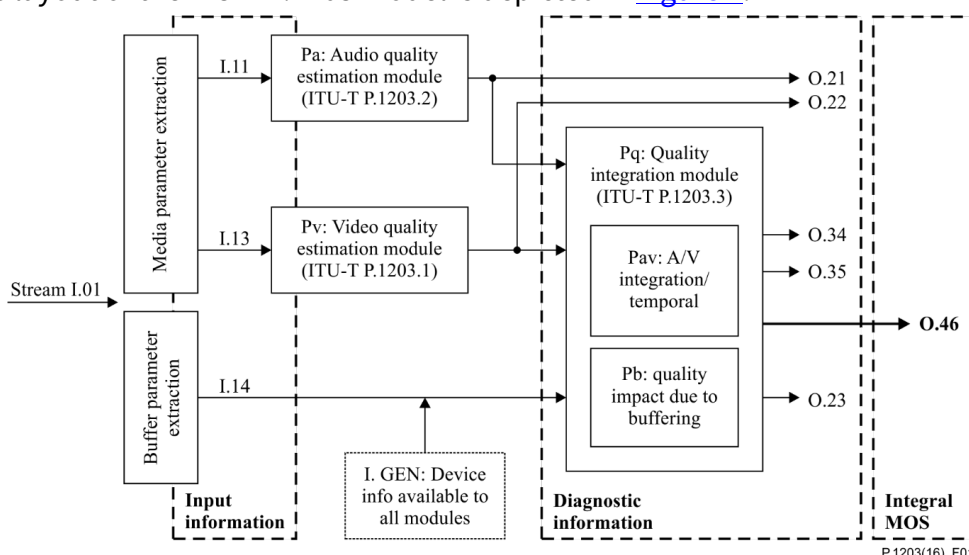 Media parameter extraction
I.11
Pa: Audio quality
estimation module
(ITU-T P.1203.2)
O.21
O.22
Pq: Quality
integration module
(ITU-T P.1203.3)
I.13
Pv: Video quality
estimation module
(ITU-T P.1203.1)
O.34
Pav: A/V
integration/
temporal
O.35
Stream I.01
O.46
Buffer parameter
extraction
I.14
Pb: quality
impact due to
buffering
O.23
I. GEN: Device
info available to
all modules
Input
information
Diagnostic
information
Integral
MOS